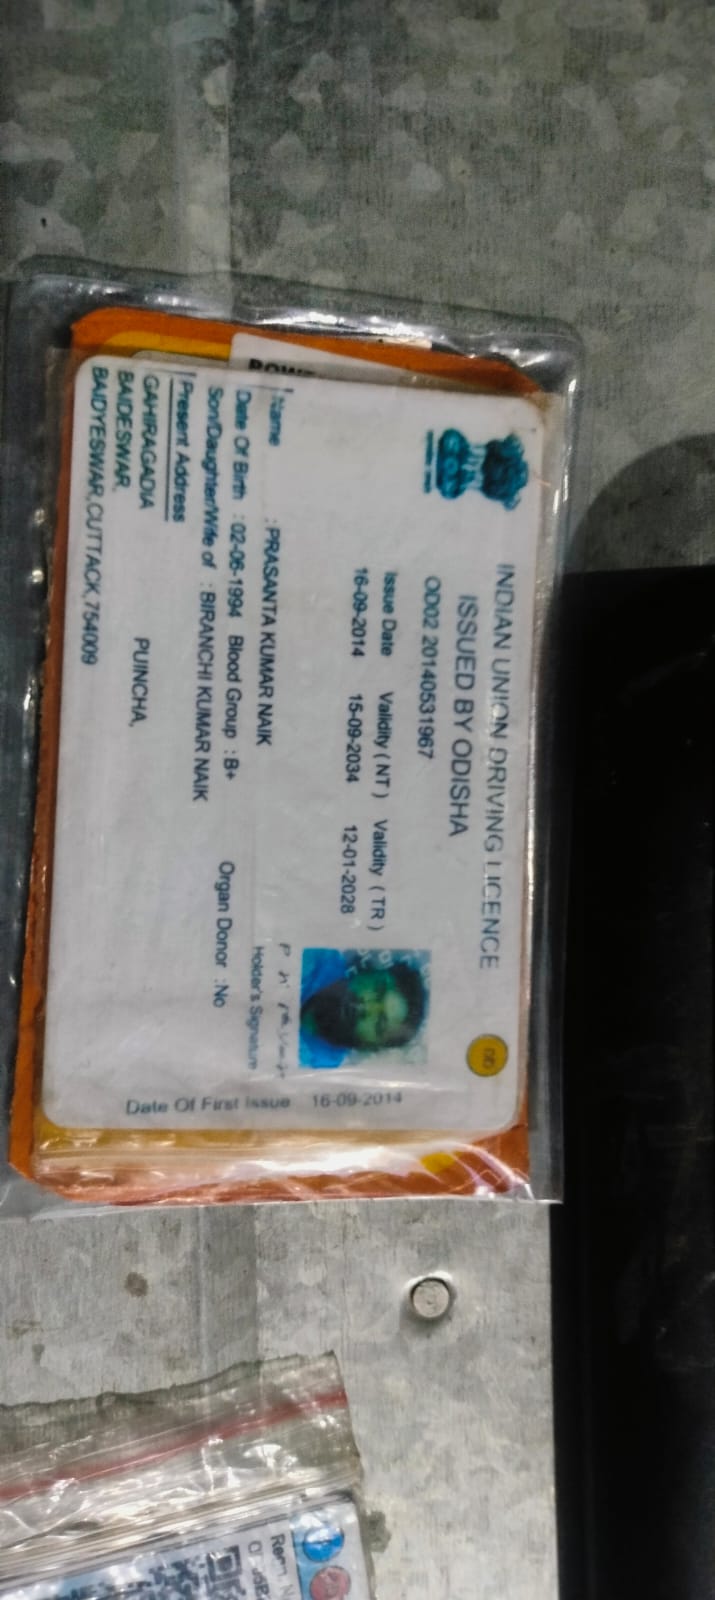 INDIAN UNION DRIVING LICENCE
ISSUED BY ODISHA
OD02 20140531967
Issue Date Validity ( NT ) Validity ( TR )
16-09-2014 15-09-2034 12-01-2028
Name : PRASANTA KUMAR NAIK
Holder's Signature
Date Of Birth : 02-06-1994 Blood Group : B+ Organ Donor : No
Son/Daughter/Wife of : BIRANCHI KUMAR NAIK
Present Address
GAHIRAGADIA
BAIDESWAR, PUINCHA,
BAIDYESWAR,CUTTACK,754009
Date Of First Issue 16-09-2014